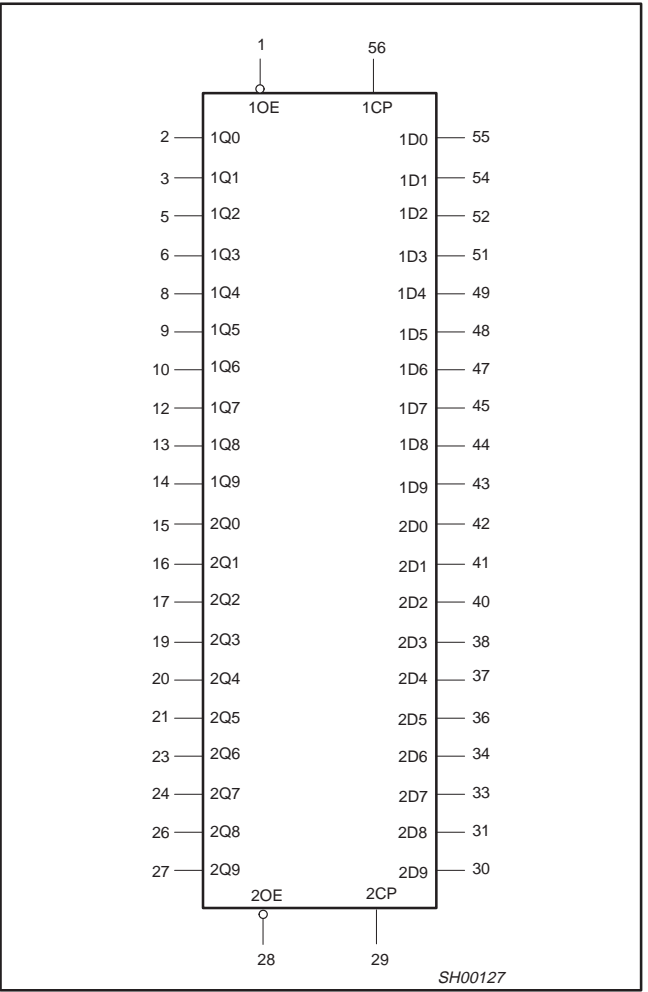 1 56
1OE 1CP
2 1Q0 1D0 55
3 1Q1 1D1 54
5 1Q2 1D2 52
6 1Q3 1D3 51
8 1Q4 1D4 49
9 1Q5 1D5 48
10 1Q6 1D6 47
12 1Q7 1D7 45
13 1Q8 1D8 44
14 1Q9 1D9 43
15 2Q0 2D0 42
16 2Q1 2D1 41
17 2Q2 2D2 40
19 2Q3 2D3 38
20 2Q4 2D4 37
21 2Q5 2D5 36
23 2Q6 2D6 34
24 2Q7 2D7 33
26 2Q8 2D8 31
27 2Q9 2D9 30
2OE 2CP
28 29
SH00127